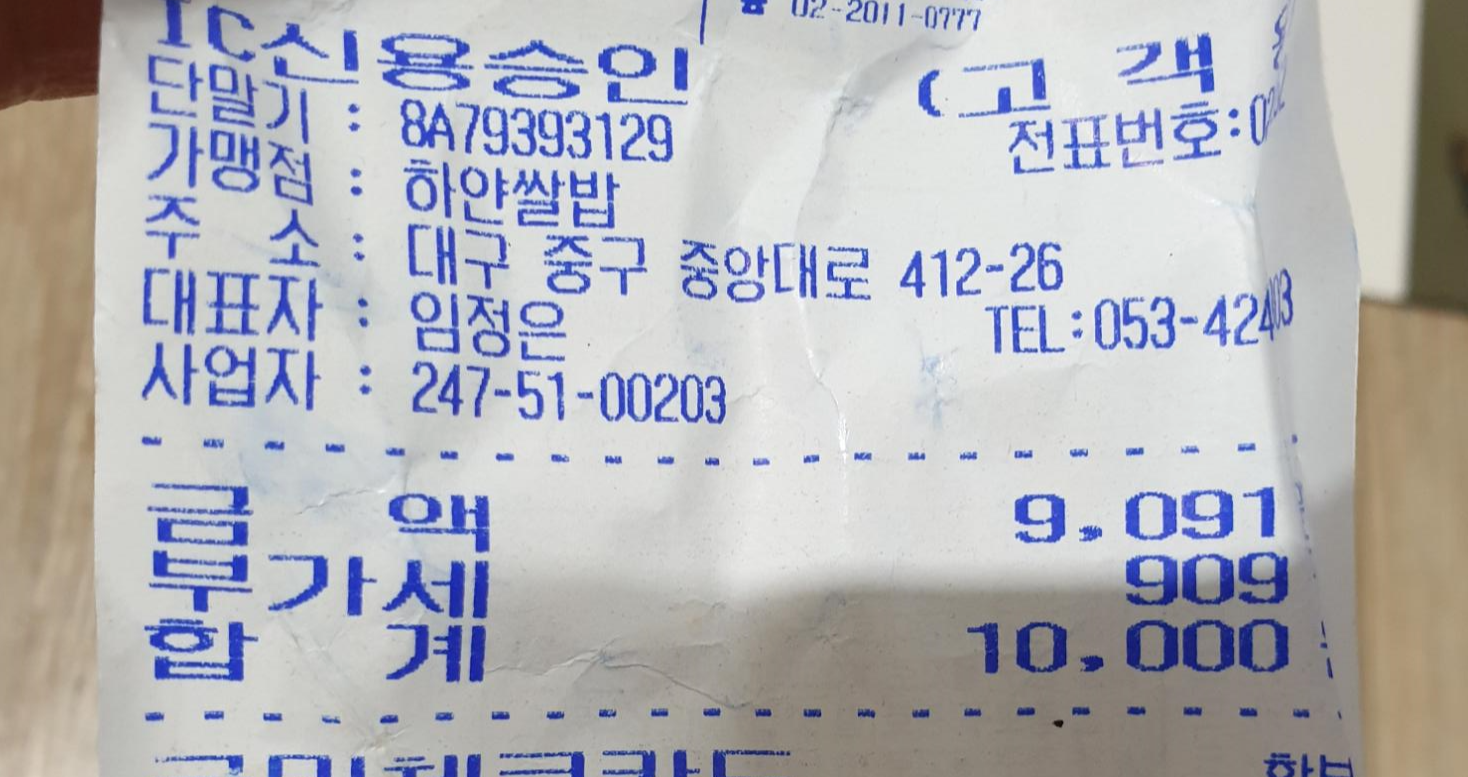 ☎ 02-2011-0777
IC신용승인 (고 객
단말기 : 8A79393129 전표번호:
가맹점 : 하얀쌀밥
주 소 : 대구 중구 중앙대로 412-26
대표자 : 임정은 TEL:053-42403
사업자 : 247-51-00203
금 액 9,091
부가세 909
합 계 10,000